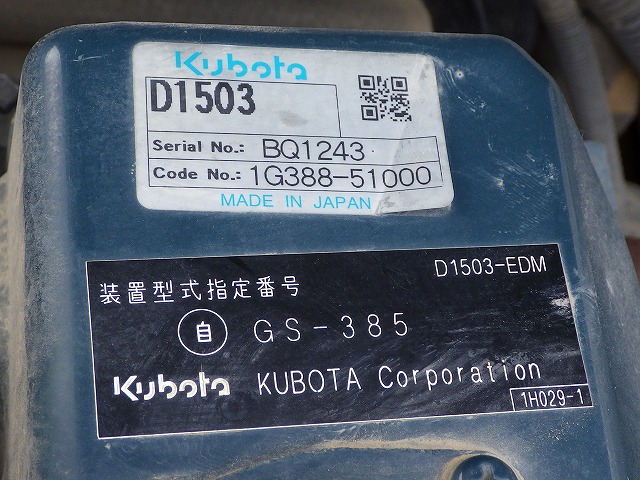 Kubota
D1503
Serial No.: BQ1243
Code No.: 1G388-51000
MADE IN JAPAN
D1503-EDM
装置型式指定番号
自 GS-385
Kubota KUBOTA Corporation
1H029-1